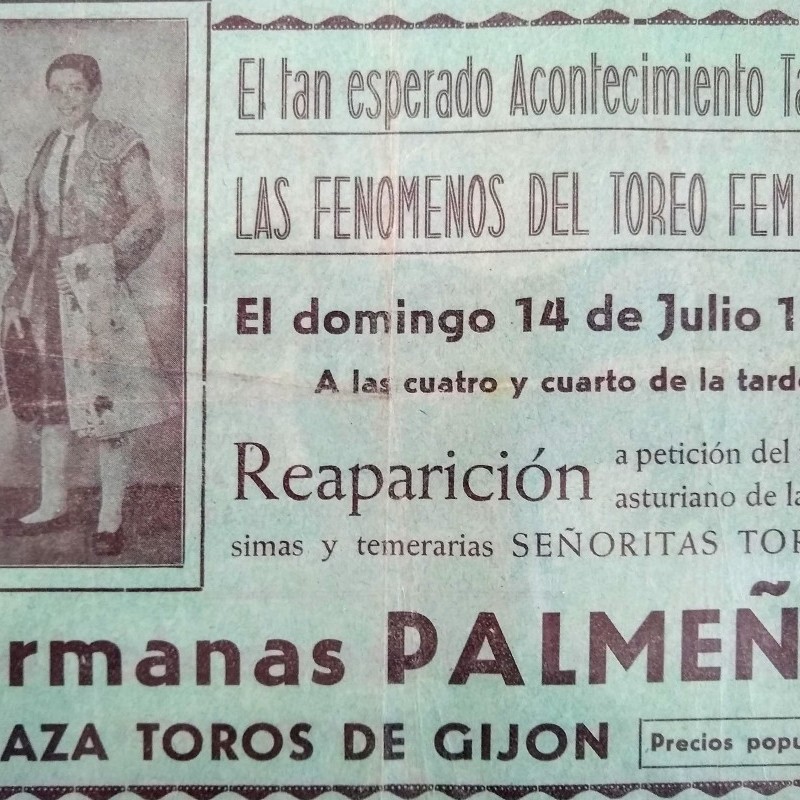 El tan esperado Acontecimiento Ta
LAS FENOMENOS DEL TOREO FEM
El domingo 14 de Julio 1
A las cuatro y cuarto de la tarde
Reaparición a petición del
asturiano de la
simas y temerarias SEÑORITAS TOR
rmanas PALMEÑ
AZA TOROS DE GIJON
Precios popu